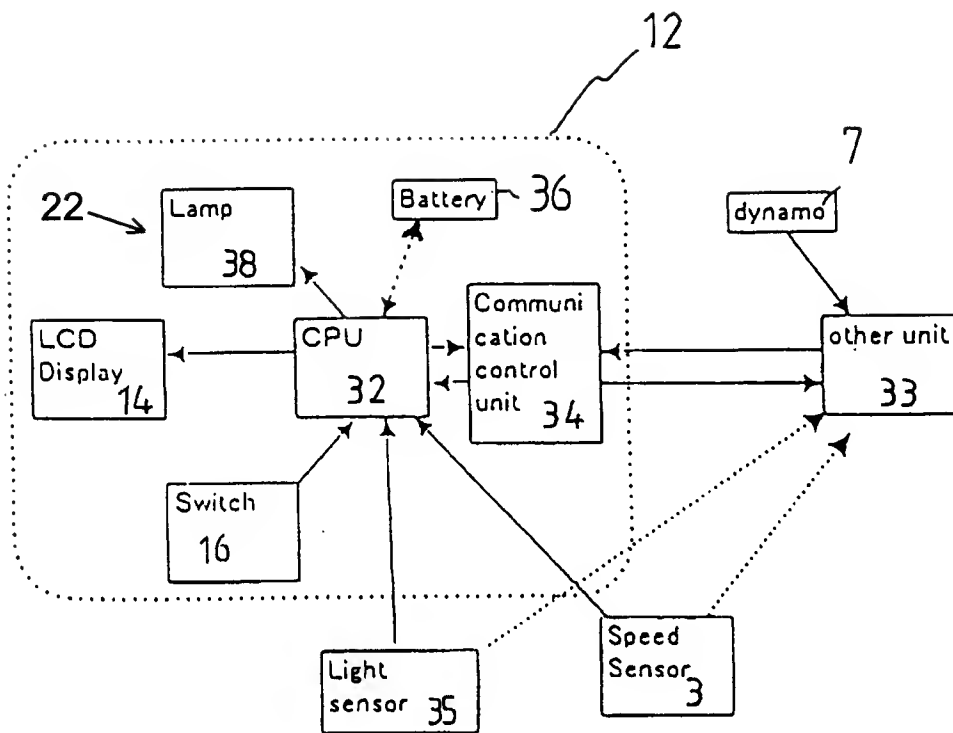 12
7
22
Lamp
38
Battery
36
dynamo
LCD
Display
14
CPU
32
Communi
cation
control
unit
34
other unit
33
Switch
16
Light
sensor
35
Speed
Sensor
3